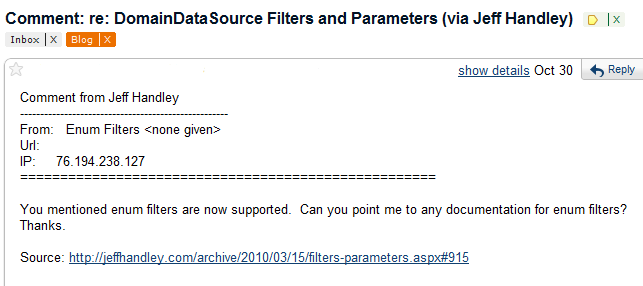 Comment: re: DomainDataSource Filters and Parameters (via Jeff Handley)
Inbox | X Blog | X
show details Oct 30 Reply
Comment from Jeff Handley
----------------------------------------------------
From: Enum Filters <none given>
Url:
IP: 76.194.238.127
====================================================
You mentioned enum filters are now supported. Can you point me to any documentation for enum filters?
Thanks.
Source: http://jeffhandley.com/archive/2010/03/15/filters-parameters.aspx#915